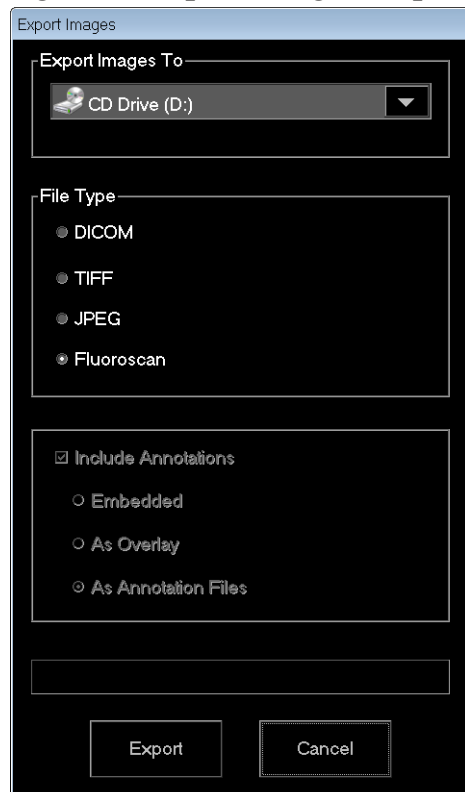 Export Images
Export Images To
CD Drive (D:)
File Type
DICOM
TIFF
JPEG
Fluoroscan
Include Annotations
Embedded
As Overlay
As Annotation Files
Export
Cancel